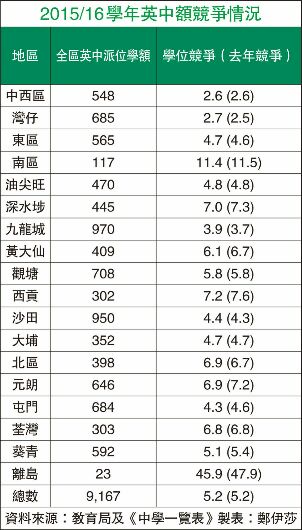 2015/16學年英中額競爭情況
地區 全區英中派位學額 學位競爭（去年競爭）
中西區 548 2.6 (2.6)
灣仔 685 2.7 (2.5)
東區 565 4.7 (4.6)
南區 117 11.4 (11.5)
油尖旺 470 4.8 (4.8)
深水埗 445 7.0 (7.3)
九龍城 970 3.9 (3.7)
黃大仙 409 6.1 (6.7)
觀塘 708 5.8 (5.8)
西貢 302 7.2 (7.6)
沙田 950 4.4 (4.3)
大埔 352 4.7 (4.7)
北區 398 6.9 (6.7)
元朗 646 6.9 (7.2)
屯門 684 4.3 (4.6)
荃灣 303 6.8 (6.8)
葵青 592 5.1 (5.4)
離島 23 45.9 (47.9)
總數 9,167 5.2 (5.2)
資料來源：教育局及《中學一覽表》製表：鄭伊莎